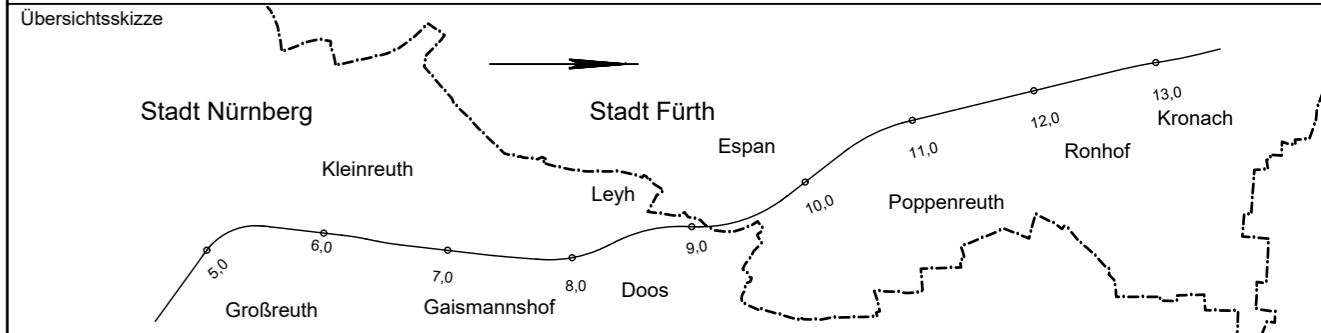 Übersichtsskizze
Stadt Nürnberg
Stadt Fürth
Kleinreuth
Leyh
Espan
Poppenreuth
Ronhof
Kronach
5,0
6,0
7,0
8,0
9,0
10,0
11,0
12,0
13,0
Großreuth
Gaismannshof
Doos